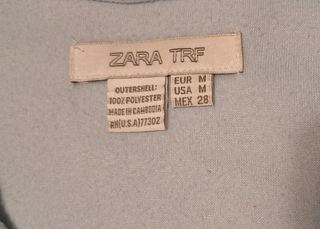 ZARA TRF
OUTERSHELL:
100% POLYESTER
MADE IN CAMBODIA
RN(U.S.A)77302
EUR M
USA M
MEX 28